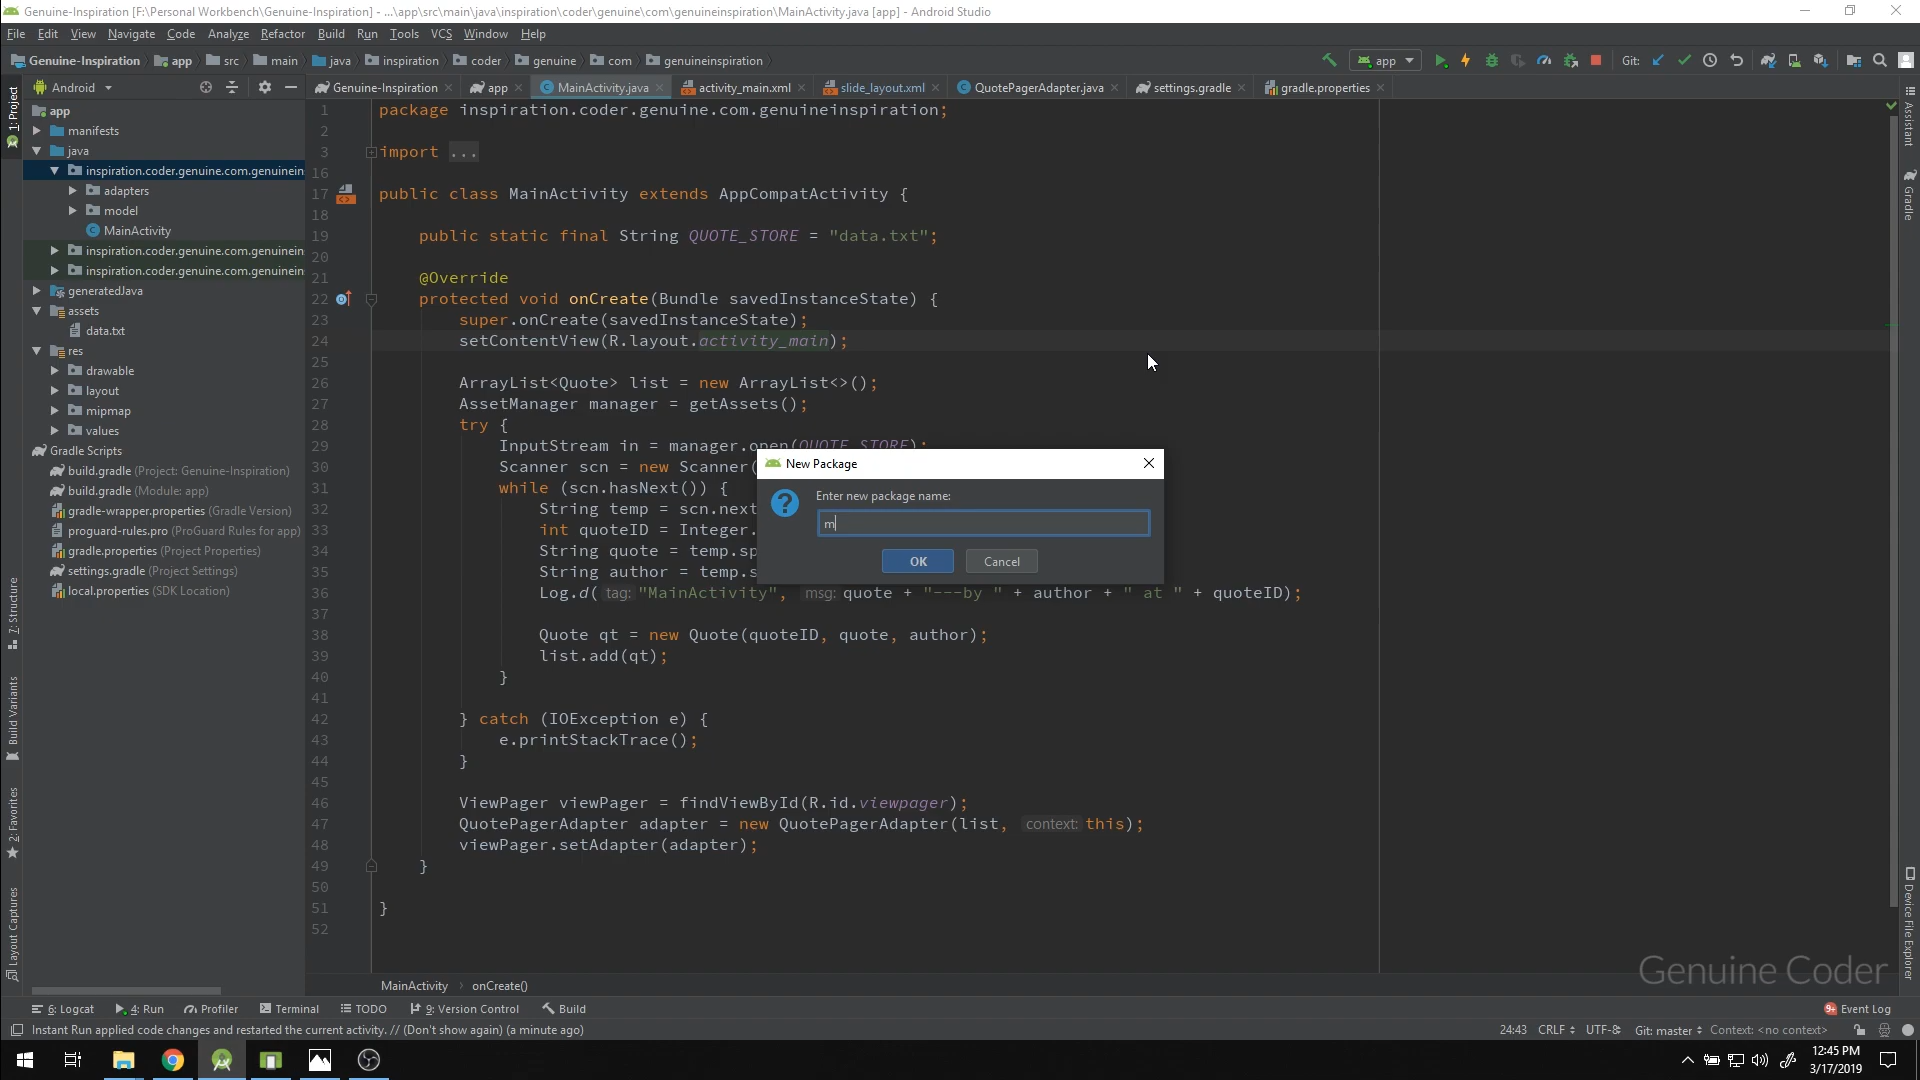 Genuine-Inspiration [F:\Personal Workbench\Genuine-Inspiration] - ...\app\src\main\java\inspiration\coder\genuine\com\genuineinspiration\MainActivity.java [app] - Android Studio
File Edit View Navigate Code Analyze Refactor Build Run Tools VCS Window Help
Genuine-Inspiration app src main java inspiration coder genuine com genuineinspiration app Git:
Android
Genuine-Inspiration app MainActivity.java activity_main.xml slide_layout.xml QuotePagerAdapter.java settings.gradle gradle.properties
1: Project
7: Structure
Build Variants
2: Favorites
Layout Captures
app
manifests
java
inspiration.coder.genuine.com.genuinein
adapters
model
MainActivity
inspiration.coder.genuine.com.genuinein
inspiration.coder.genuine.com.genuinein
generatedJava
assets
data.txt
res
drawable
layout
mipmap
values
Gradle Scripts
build.gradle (Project: Genuine-Inspiration)
build.gradle (Module: app)
gradle-wrapper.properties (Gradle Version)
proguard-rules.pro (ProGuard Rules for app)
gradle.properties (Project Properties)
settings.gradle (Project Settings)
local.properties (SDK Location)
1 package inspiration.coder.genuine.com.genuineinspiration;
2
3 import ...
16
17 public class MainActivity extends AppCompatActivity {
18
19 public static final String QUOTE_STORE = "data.txt";
20
21 @Override
22 protected void onCreate(Bundle savedInstanceState) {
23 super.onCreate(savedInstanceState);
24 setContentView(R.layout.activity_main);
25
26 ArrayList<Quote> list = new ArrayList<>();
27 AssetManager manager = getAssets();
28 try {
29 InputStream in = manager.open(QUOTE_STORE);
30 Scanner scn = new Scanner(
31 while (scn.hasNext()) {
32 String temp = scn.next
33 int quoteID = Integer.
34 String quote = temp.sp
35 String author = temp.s
36 Log.d( tag: "MainActivity", msg: quote + "---by " + author + " at " + quoteID);
37
38 Quote qt = new Quote(quoteID, quote, author);
39 list.add(qt);
40 }
41
42 } catch (IOException e) {
43 e.printStackTrace();
44 }
45
46 ViewPager viewPager = findViewById(R.id.viewpager);
47 QuotePagerAdapter adapter = new QuotePagerAdapter(list, context: this);
48 viewPager.setAdapter(adapter);
49 }
50
51 }
52
New Package
Enter new package name:
m
OK Cancel
Assistant
Gradle
Device File Explorer
Genuine Coder
MainActivity onCreate()
6: Logcat 4: Run Profiler Terminal TODO 9: Version Control Build 9+ Event Log
Instant Run applied code changes and restarted the current activity. // (Don't show again) (a minute ago) 24:43 CRLF UTF-8 Git: master Context: <no context>
12:45 PM
3/17/2019